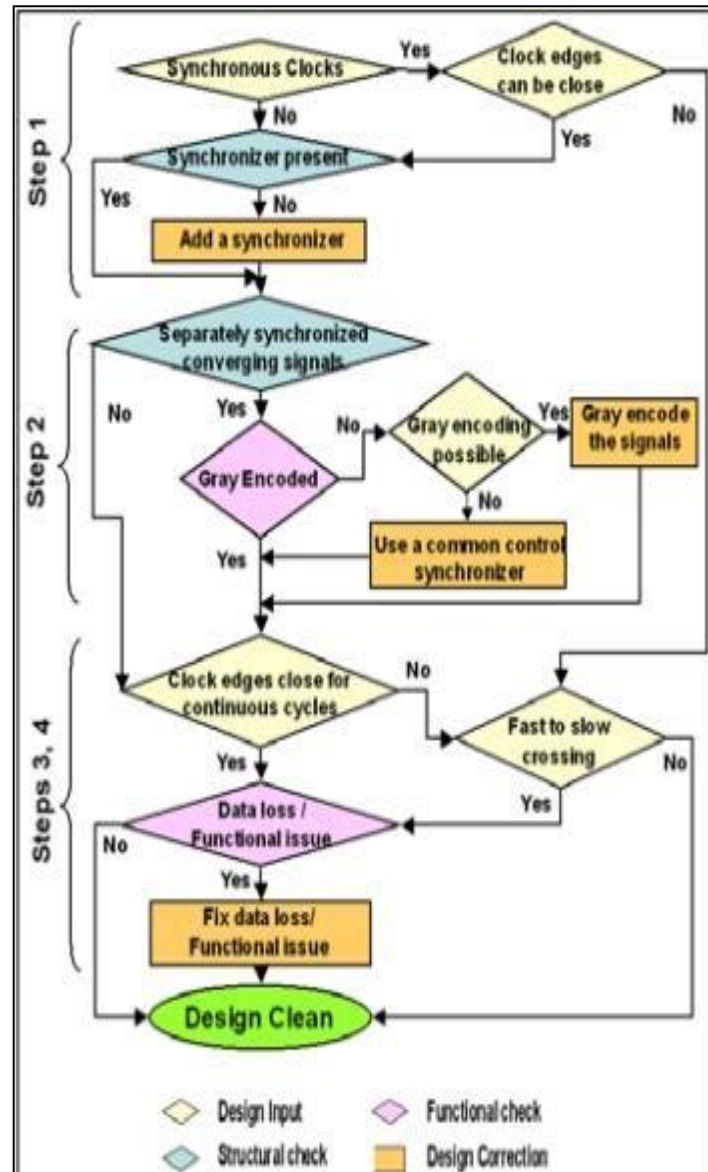 Step 1
Synchronous Clocks
Yes
Clock edges
can be close
No
No
Yes
Synchronizer present
Yes
No
Add a synchronizer
Step 2
Separately synchronized
converging signals
No
Yes
Gray Encoded
No
Gray encoding
possible
Yes
Gray encode
the signals
No
Use a common control
synchronizer
Yes
Steps 3, 4
Clock edges close for
continuous cycles
No
Fast to slow
crossing
No
Yes
Yes
Data loss /
Functional issue
No
Yes
Fix data loss/
Functional issue
Design Clean
Design Input
Functional check
Structural check
Design Correction